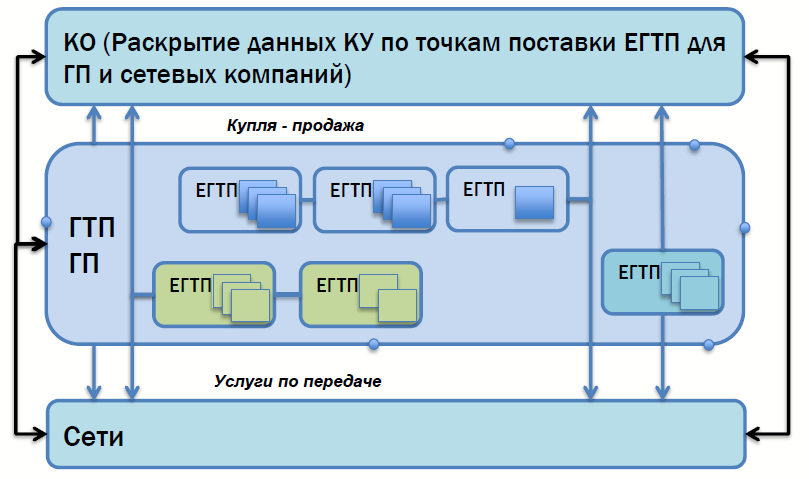 КО (Раскрытие данных КУ по точкам поставки ЕГТП для
ГП и сетевых компаний)
Купля - продажа
ЕГТП
ЕГТП
ЕГТП
ГТП
ГП
ЕГТП
ЕГТП
ЕГТП
Услуги по передаче
Сети